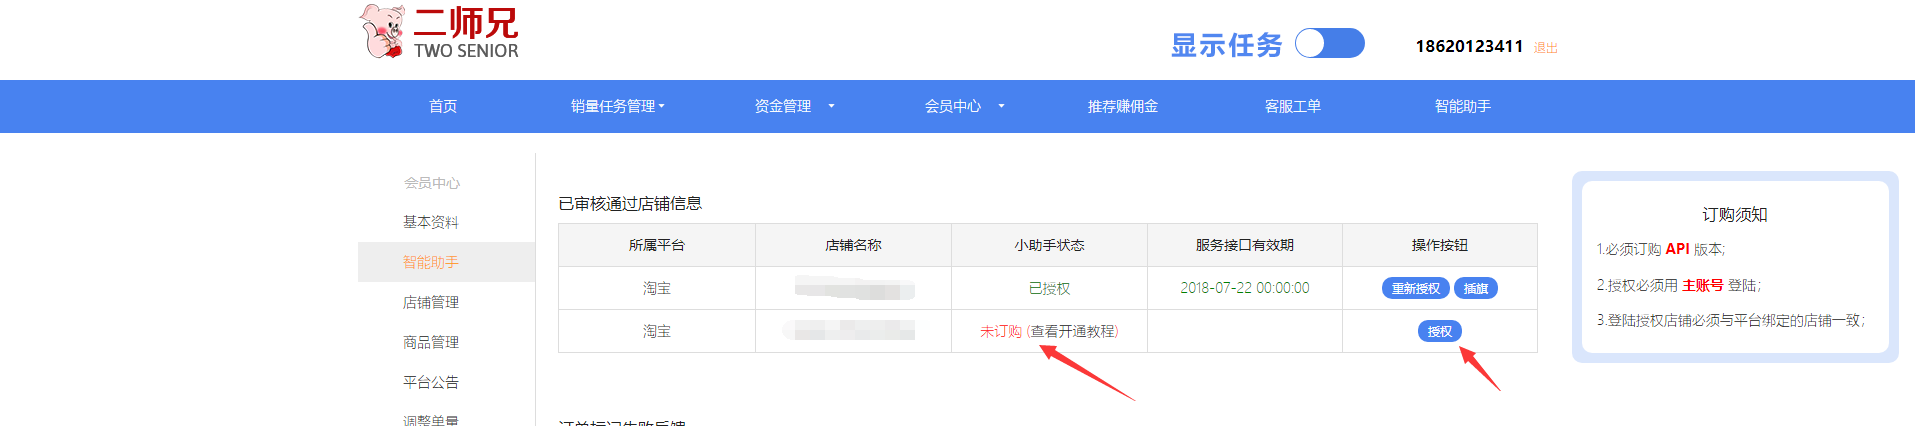 二师兄
TWO SENIOR
显示任务
18620123411 退出
首页 销量任务管理 资金管理 会员中心 推荐赚佣金 客服工单 智能助手
会员中心
基本资料
智能助手
店铺管理
商品管理
平台公告
调整单量
已审核通过店铺信息
所属平台 店铺名称 小助手状态 服务接口有效期 操作按钮
淘宝 已授权 2018-07-22 00:00:00 重新授权 插旗
淘宝 未订购 (查看开通教程) 授权
订单标记失败反馈
订购须知
1.必须订购 API 版本;
2.授权必须用 主账号 登陆;
3.登陆授权店铺必须与平台绑定的店铺一致;